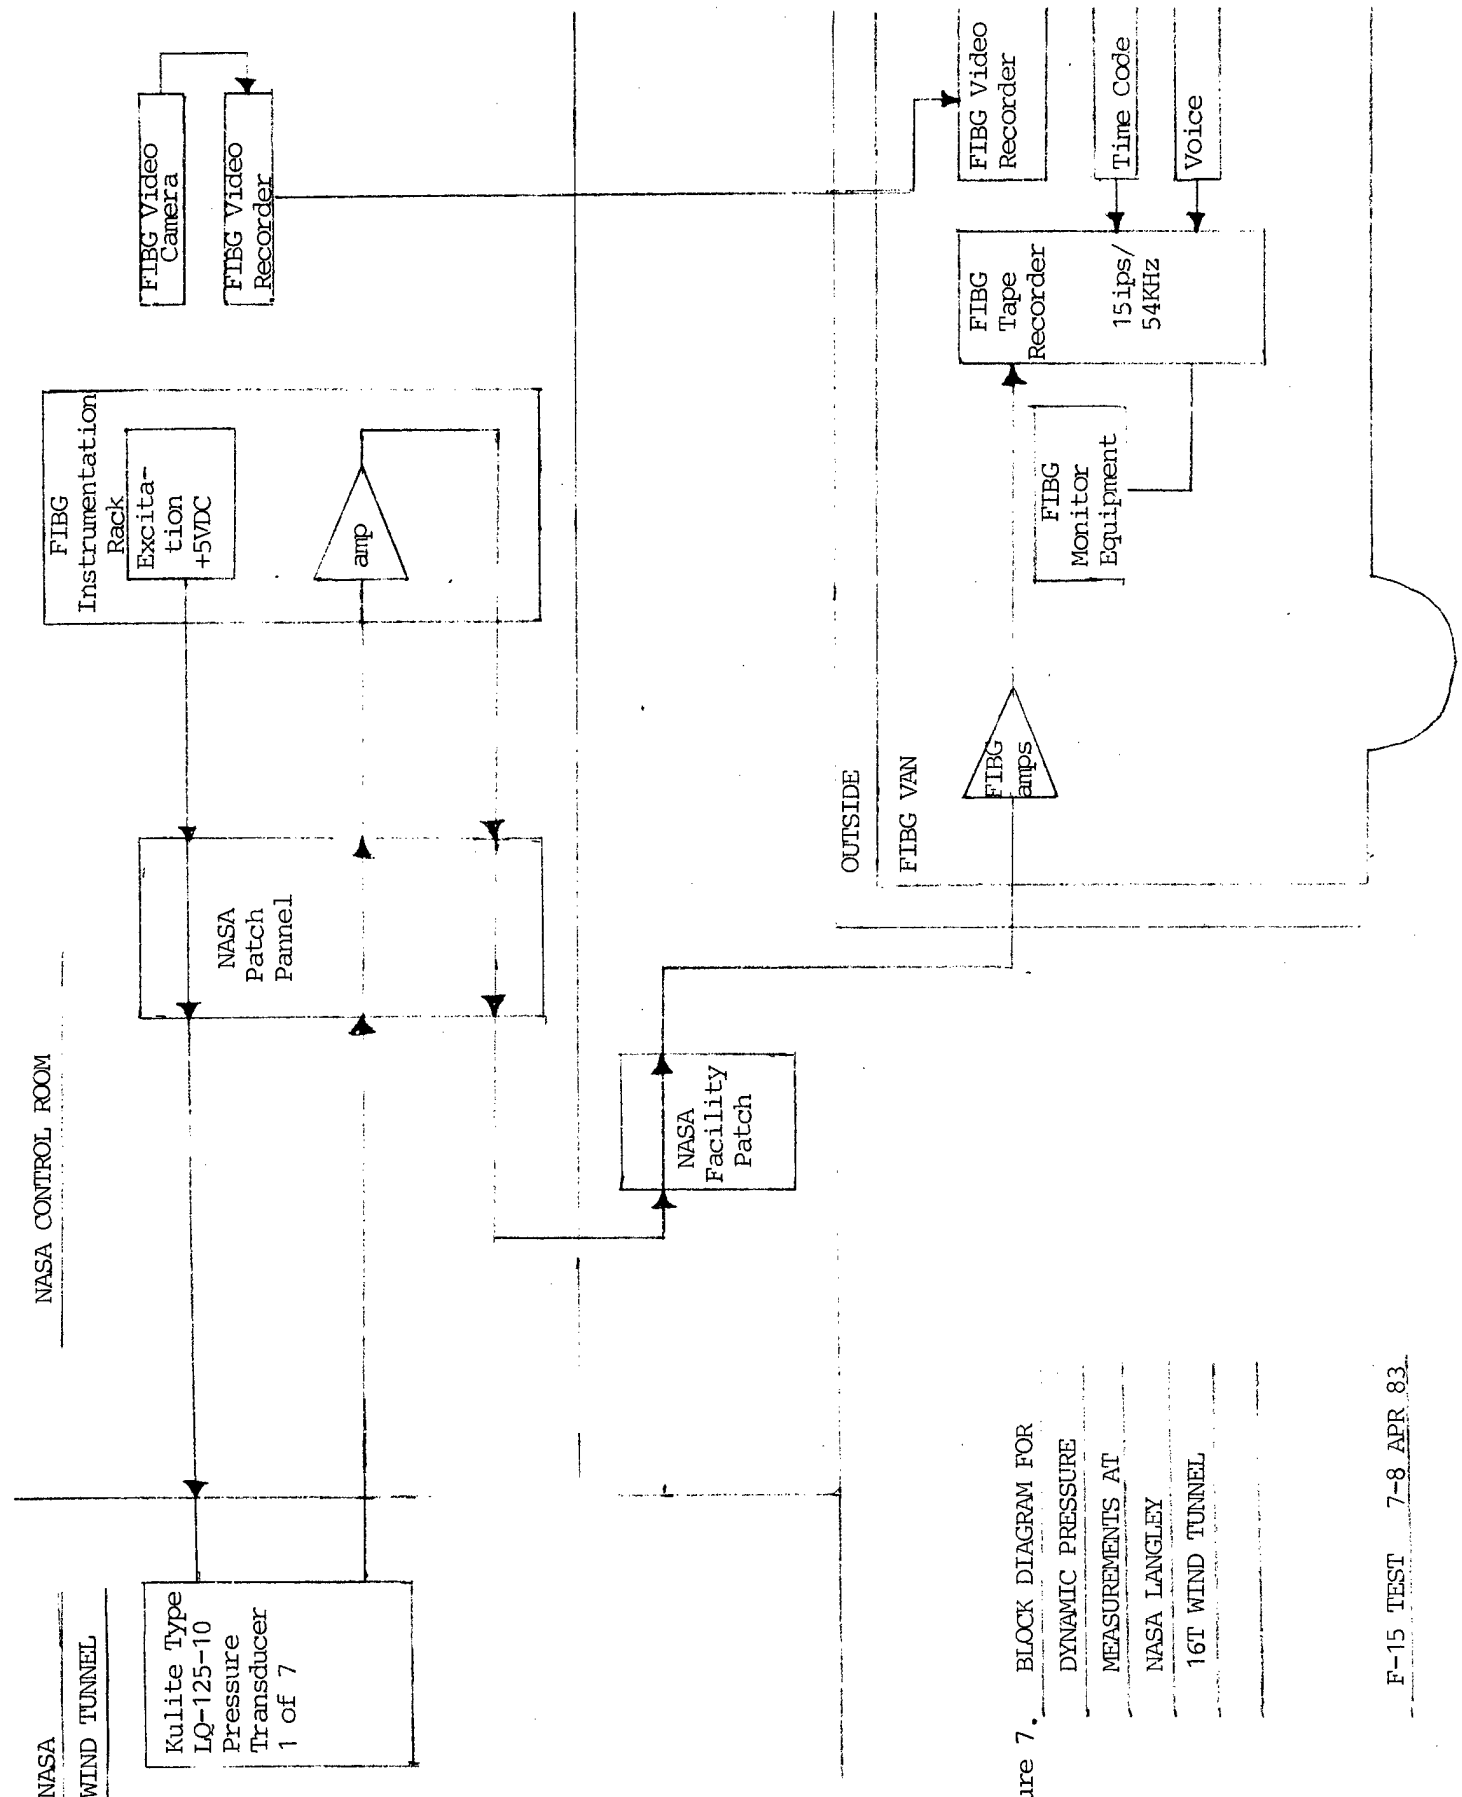 NASA
WIND TUNNEL
Kulite Type
LQ-125-10
Pressure
Transducer
1 of 7
NASA CONTROL ROOM
NASA
Patch
Pannel
FIBG
Instrumentation
Rack
Excita-
tion
+5VDC
amp
FIBG Video
Camera
FIBG Video
Recorder
NASA
Facility
Patch
OUTSIDE
FIBG VAN
FIBG
amps
FIBG
Monitor
Equipment
FIBG
Tape
Recorder
15ips/
54KHz
FIBG Video
Recorder
Time Code
Voice
ure 7.
BLOCK DIAGRAM FOR
DYNAMIC PRESSURE
MEASUREMENTS AT
NASA LANGLEY
16T WIND TUNNEL
F-15 TEST 7-8 APR 83